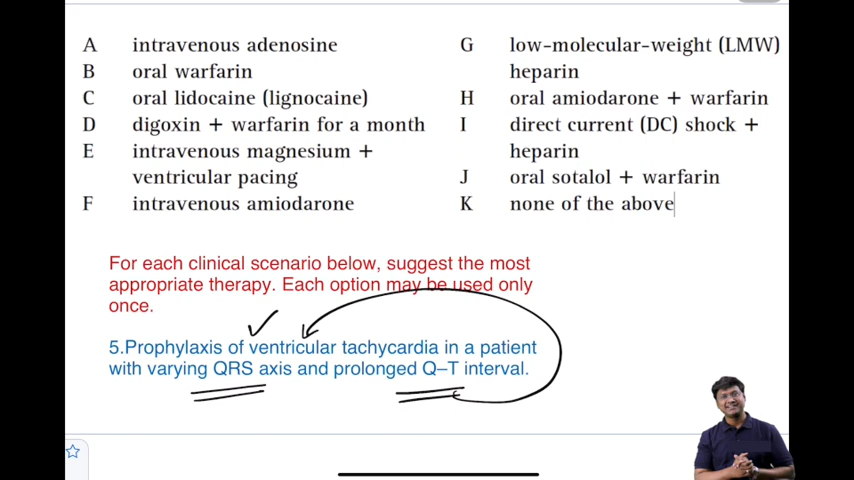 A intravenous adenosine
B oral warfarin
C oral lidocaine (lignocaine)
D digoxin + warfarin for a month
E intravenous magnesium +
ventricular pacing
F intravenous amiodarone
G low-molecular-weight (LMW)
heparin
H oral amiodarone + warfarin
I direct current (DC) shock +
heparin
J oral sotalol + warfarin
K none of the above
For each clinical scenario below, suggest the most
appropriate therapy. Each option may be used only
once.
5.Prophylaxis of ventricular tachycardia in a patient
with varying QRS axis and prolonged Q–T interval.